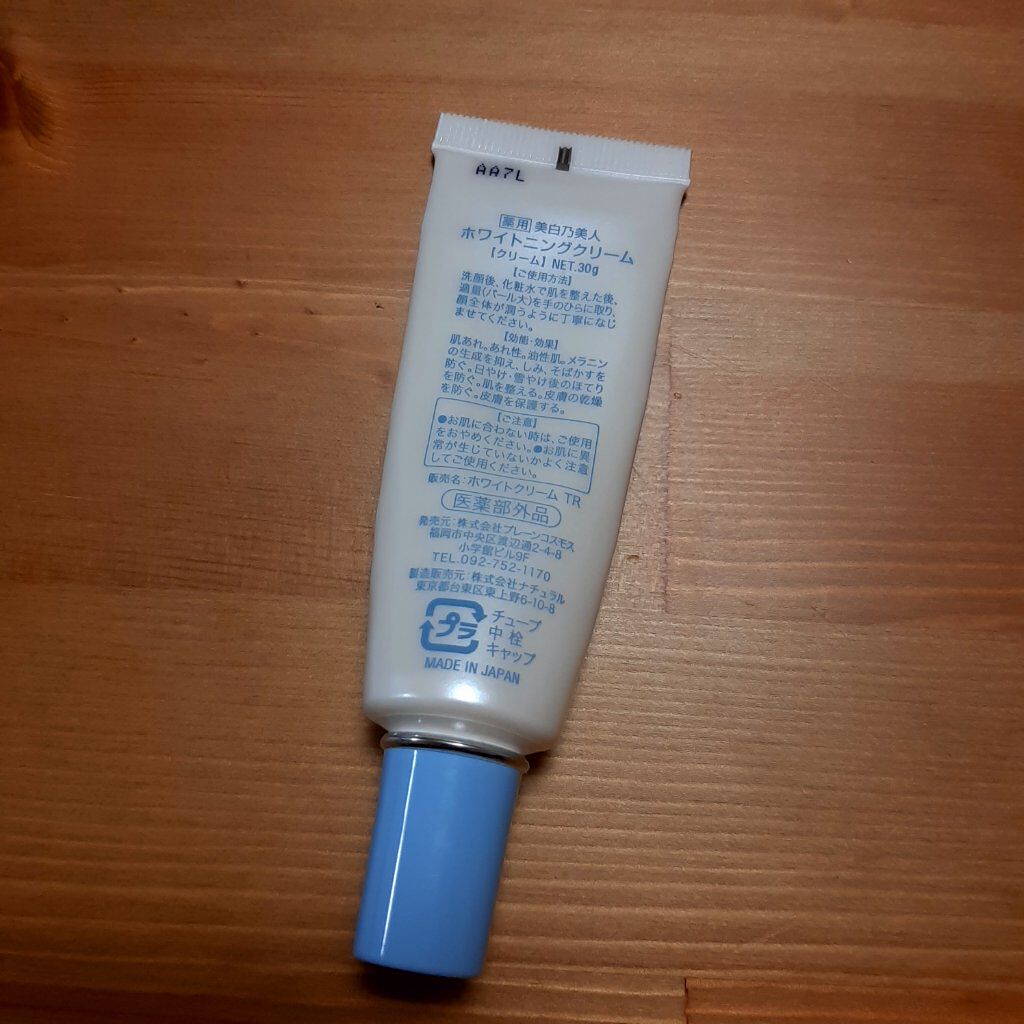 AA7L
薬用 美白乃美人
ホワイトニングクリーム
【クリーム】NET.30g
【ご使用方法】
洗顔後、化粧水で肌を整えた後、
適量(パール大)を手のひらに取り、
顔全体が潤うように丁寧になじ
ませてください。
【効能・効果】
肌あれ。あれ性。油性肌。メラニン
の生成を抑え、しみ、そばかすを
防ぐ。日やけ・雪やけ後のほてり
を防ぐ。肌を整える。皮膚の乾燥
を防ぐ。皮膚を保護する。
【ご注意】
●お肌に合わない時は、ご使用
をおやめください。●お肌に異
常が生じていないかよく注意
してご使用ください。
販売名：ホワイトクリーム TR
医薬部外品
発売元：株式会社ブレーンコスモス
福岡市中央区渡辺通2-4-8
小学館ビル9F
TEL.092-752-1170
製造販売元：株式会社ナチュラル
東京都台東区東上野6-10-8
プラ
チューブ
中栓
キャップ
MADE IN JAPAN